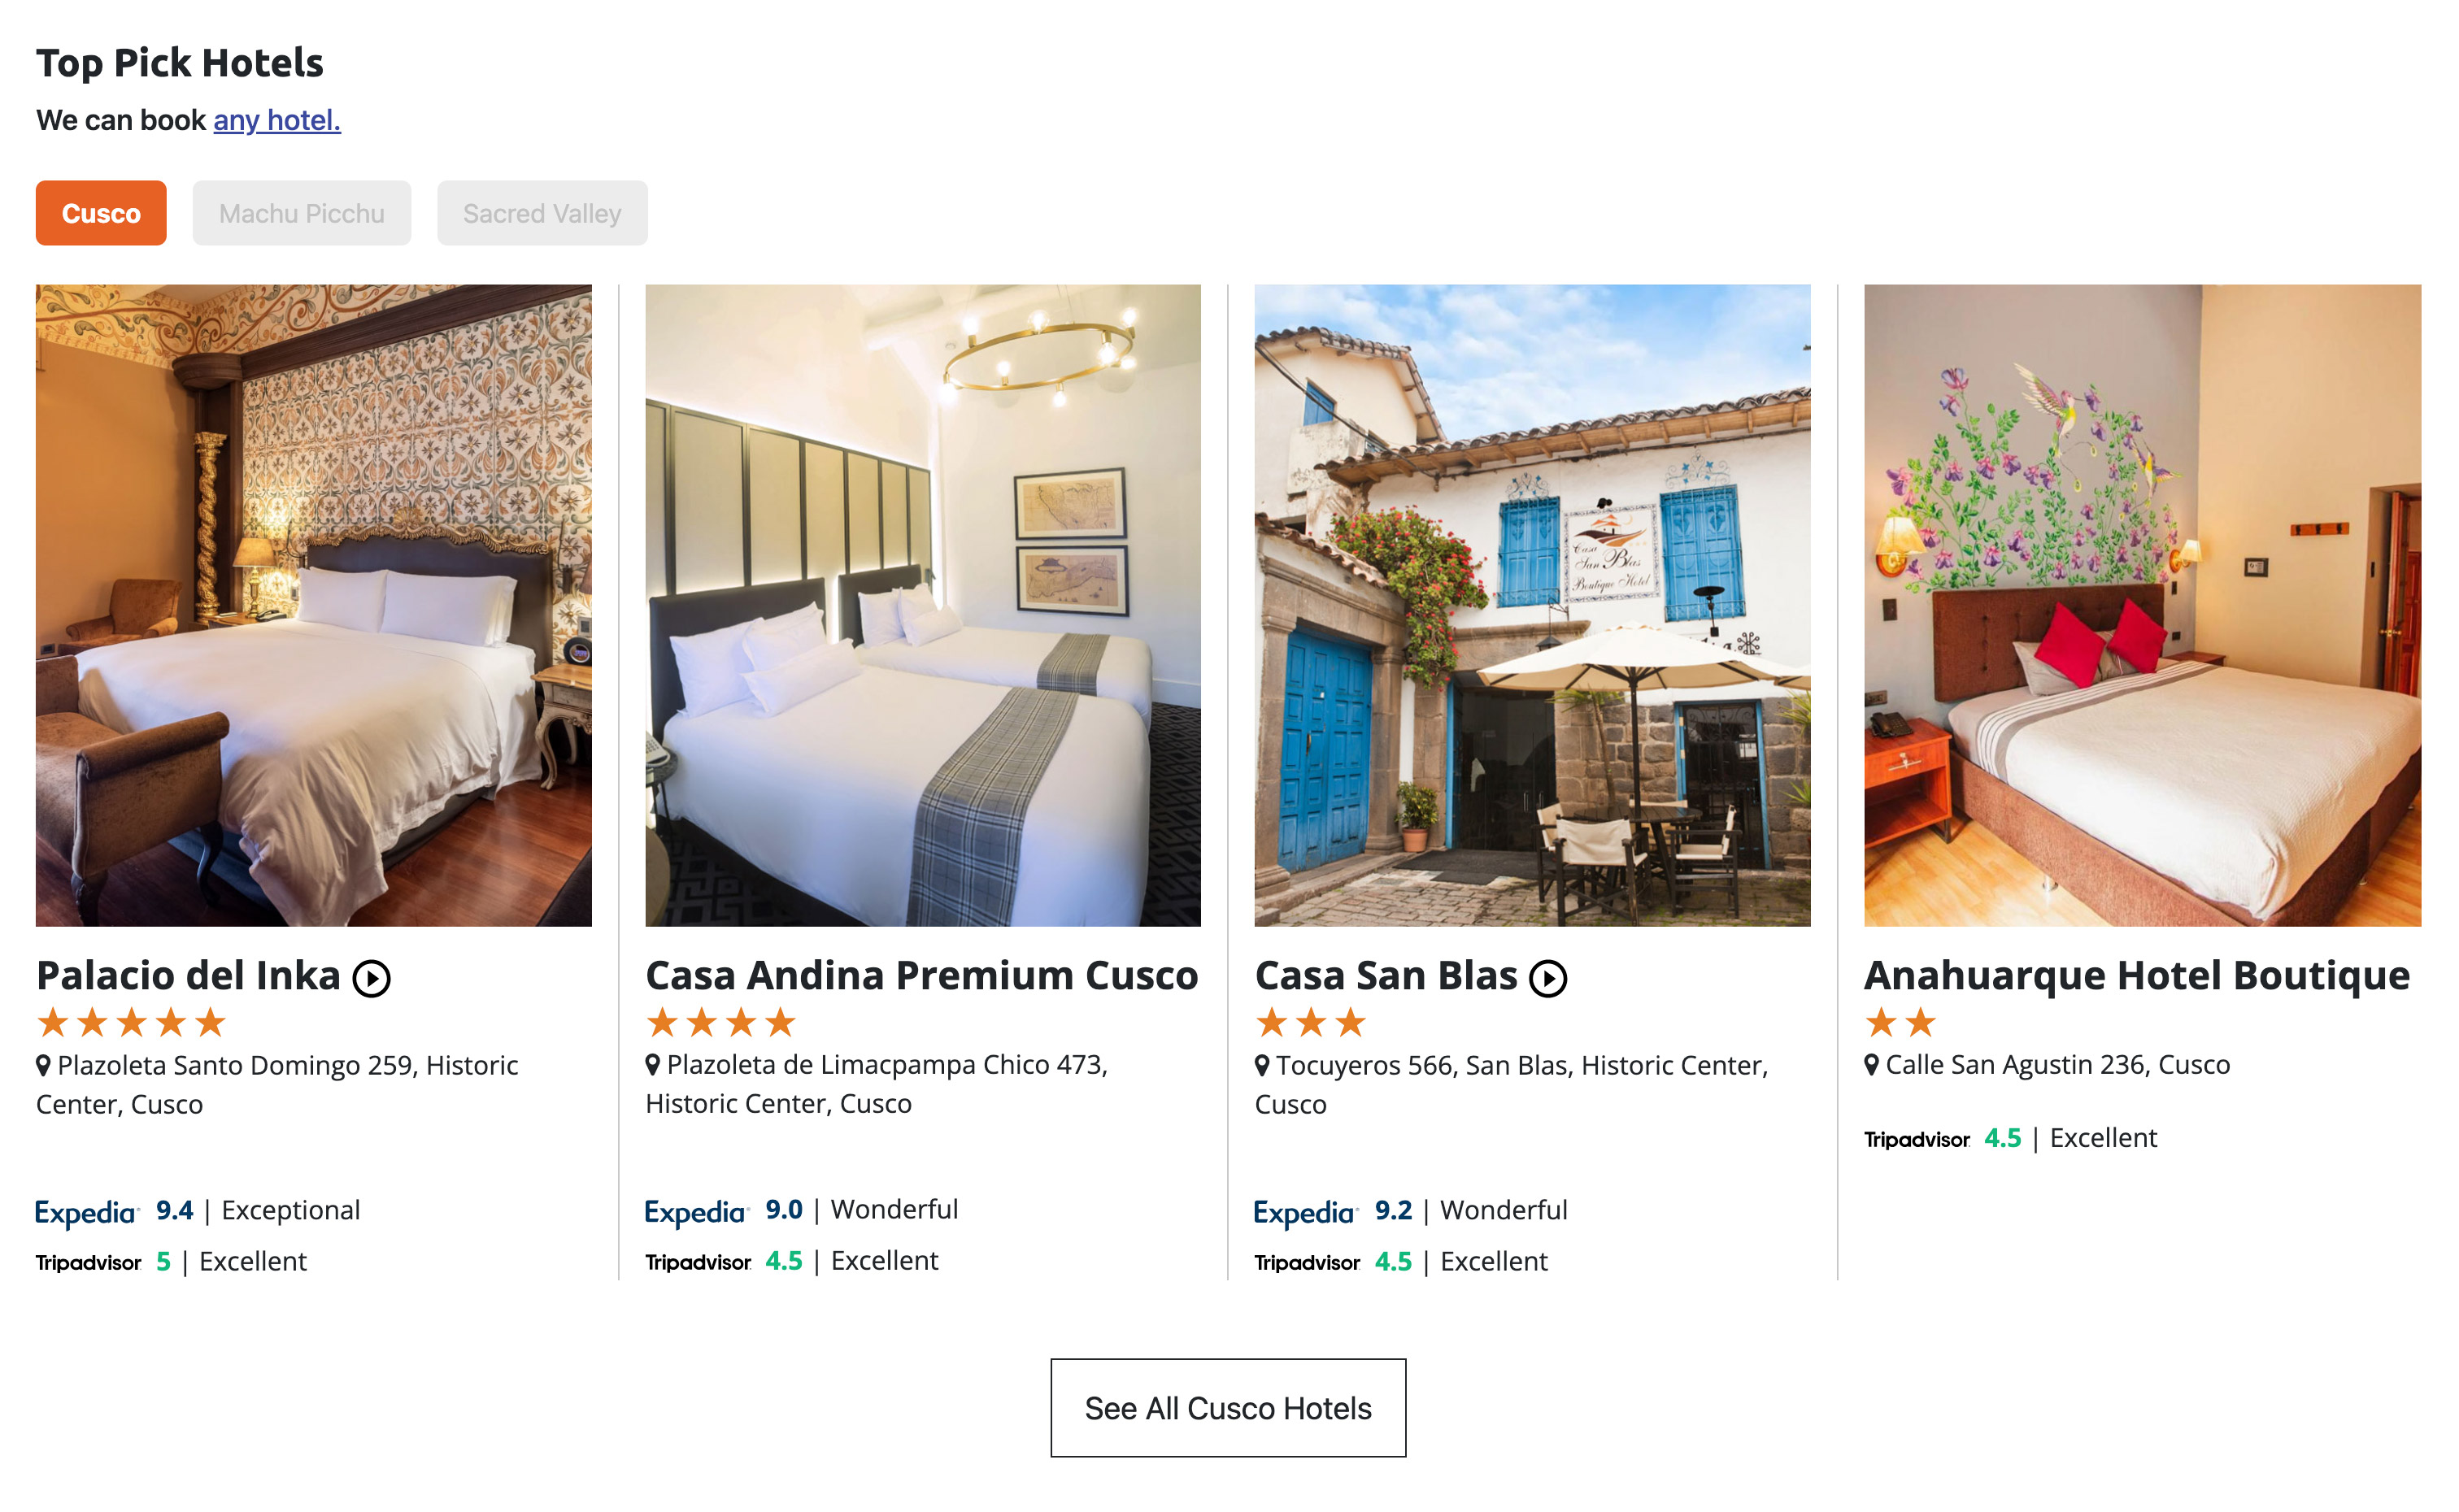 Top Pick Hotels
We can book any hotel.
Cusco
Machu Picchu
Sacred Valley
Casa
San Blas
Boutique Hotel
Palacio del Inka
Plazoleta Santo Domingo 259, Historic
Center, Cusco
Expedia 9.4 | Exceptional
Tripadvisor 5 | Excellent
Casa Andina Premium Cusco
Plazoleta de Limacpampa Chico 473,
Historic Center, Cusco
Expedia 9.0 | Wonderful
Tripadvisor 4.5 | Excellent
Casa San Blas
Tocuyeros 566, San Blas, Historic Center,
Cusco
Expedia 9.2 | Wonderful
Tripadvisor 4.5 | Excellent
Anahuarque Hotel Boutique
Calle San Agustin 236, Cusco
Tripadvisor 4.5 | Excellent
See All Cusco Hotels